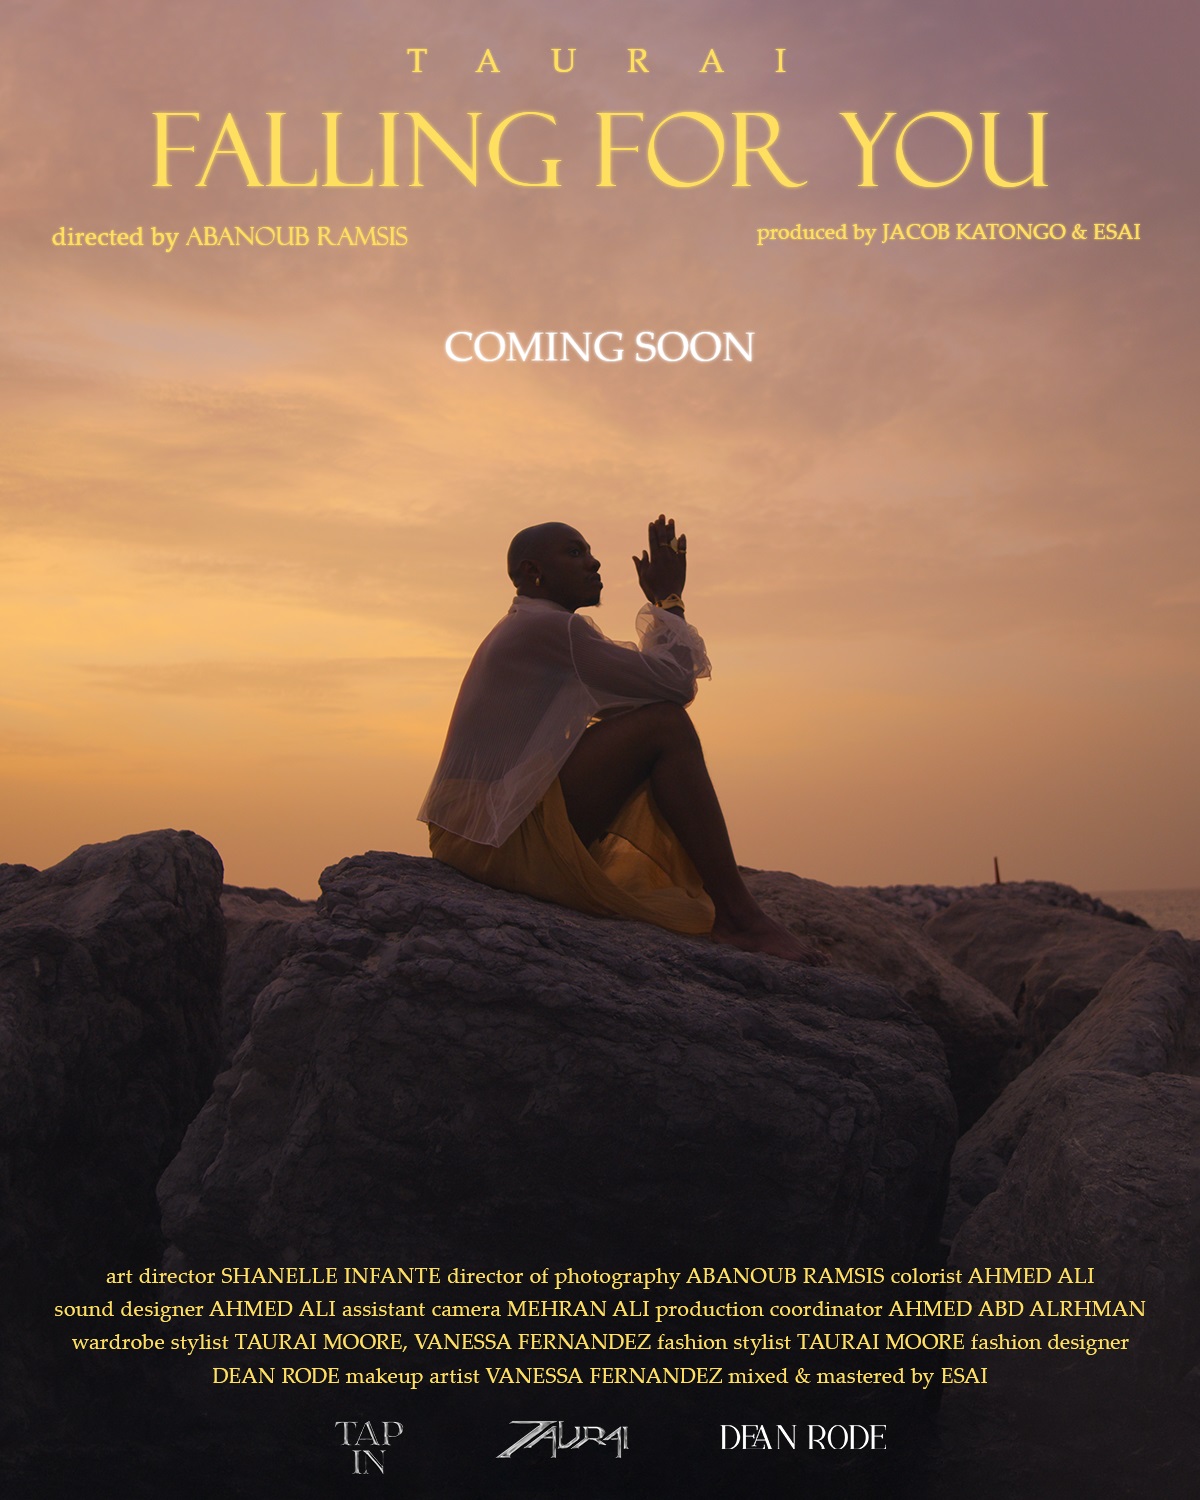 TAURAI
FALLING FOR YOU
directed by ABANOUB RAMSIS
produced by JACOB KATONGO & ESAI
COMING SOON
art director SHANELLE INFANTE director of photography ABANOUB RAMSIS colorist AHMED ALI
sound designer AHMED ALI assistant camera MEHRAN ALI production coordinator AHMED ABD ALRHMAN
wardrobe stylist TAURAI MOORE, VANESSA FERNANDEZ fashion stylist TAURAI MOORE fashion designer
DEAN RODE makeup artist VANESSA FERNANDEZ mixed & mastered by ESAI
TAP
IN
TAURAI
DEAN RODE